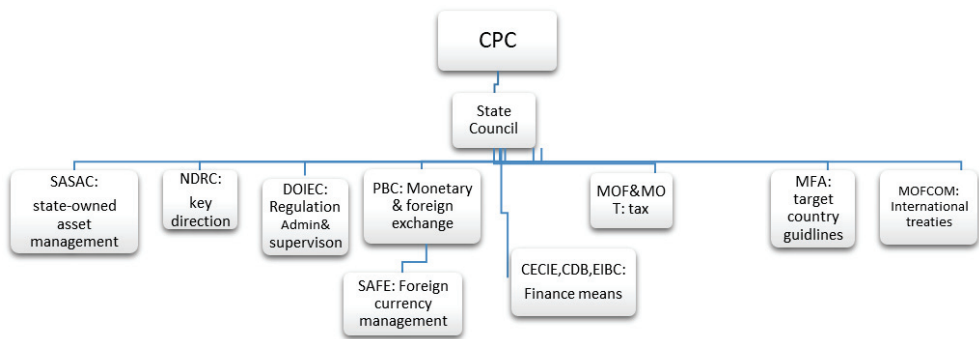 CPC
State
Council
SASAC:
state-owned
asset
management
NDRC:
key
direction
DOIEC:
Regulation
Admin&
supervison
PBC: Monetary
& foreign
exchange
MOF&MO
T: tax
MFA:
target
country
guidlines
MOFCOM:
International
treaties
SAFE: Foreign
currency
management
CECIE,CDB,EIBC:
Finance means